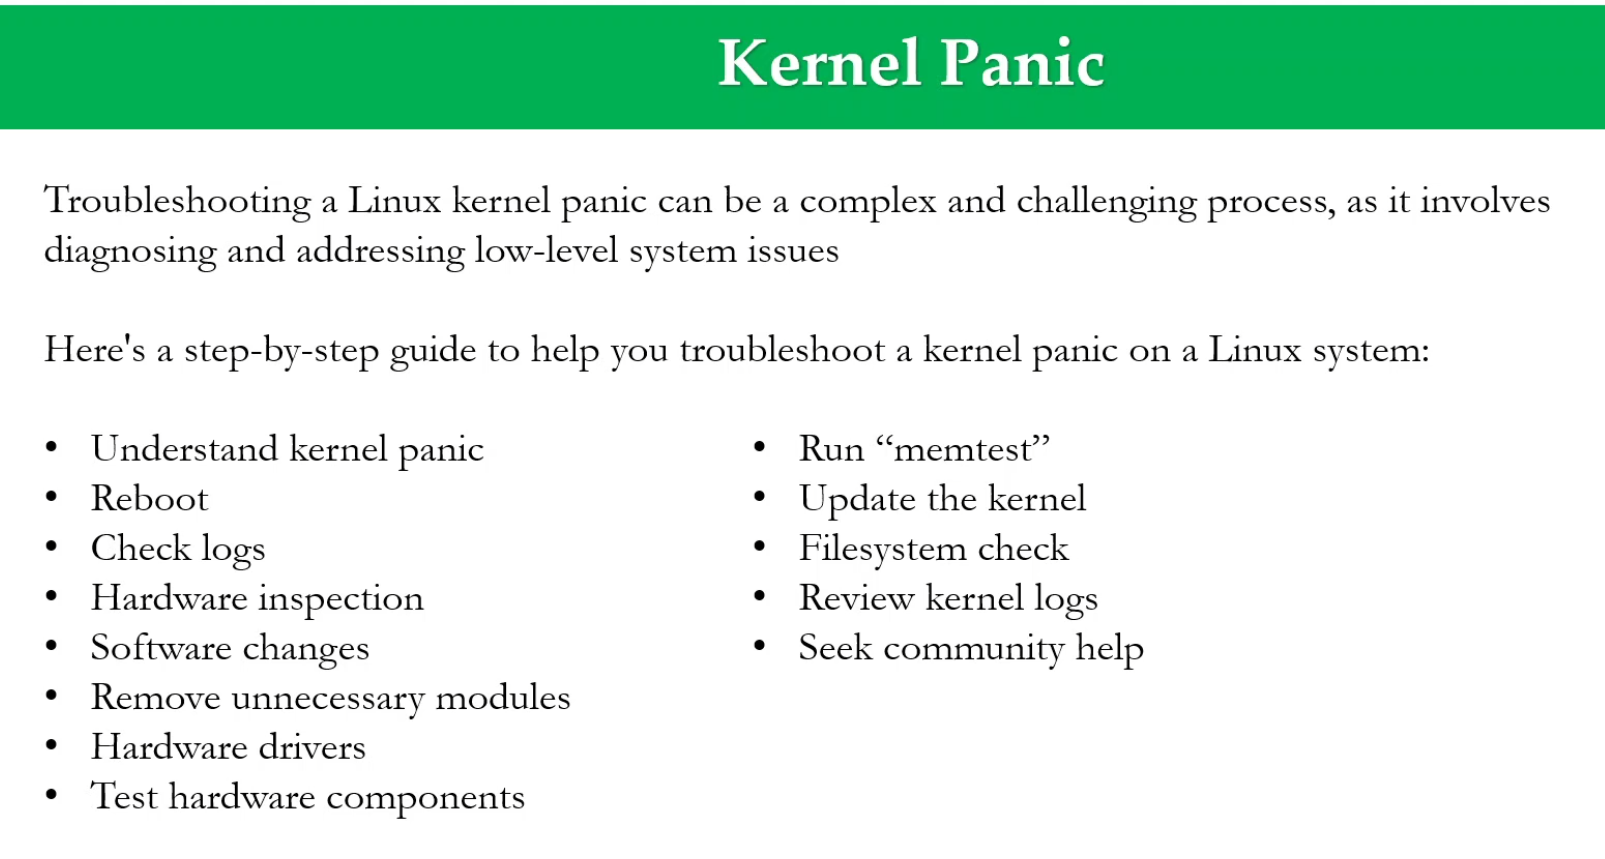 Kernel Panic
Troubleshooting a Linux kernel panic can be a complex and challenging process, as it involves
diagnosing and addressing low-level system issues
Here's a step-by-step guide to help you troubleshoot a kernel panic on a Linux system:
• Understand kernel panic
• Reboot
• Check logs
• Hardware inspection
• Software changes
• Remove unnecessary modules
• Hardware drivers
• Test hardware components
• Run “memtest”
• Update the kernel
• Filesystem check
• Review kernel logs
• Seek community help